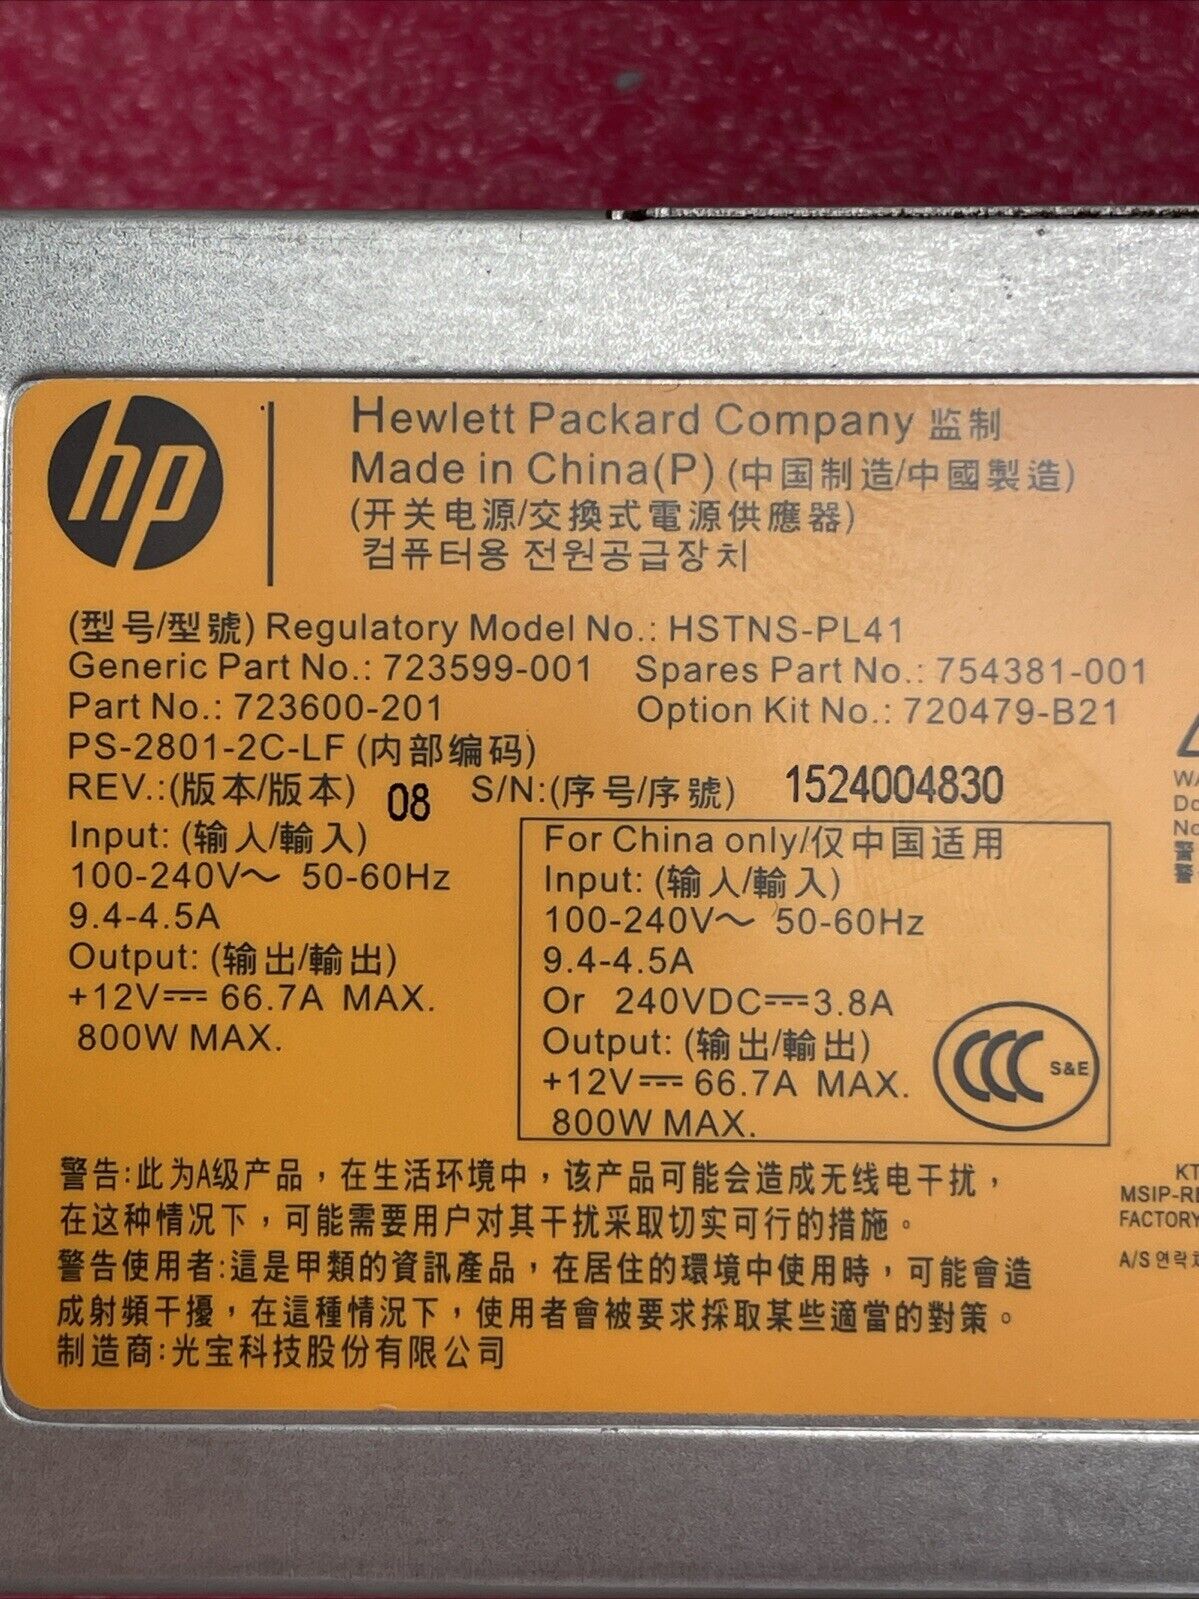 hp
Hewlett Packard Company 监制
Made in China(P) (中国制造/中國製造)
(开关电源/交換式電源供應器)
컴퓨터용 전원공급장치
(型号/型號) Regulatory Model No.: HSTNS-PL41
Generic Part No.: 723599-001 Spares Part No.: 754381-001
Part No.: 723600-201 Option Kit No.: 720479-B21
PS-2801-2C-LF (内部编码)
REV.:(版本/版本) 08 S/N:(序号/序號) 1524004830
Input: (输入/輸入)
100-240V～ 50-60Hz
9.4-4.5A
Output: (输出/輸出)
+12V⎓ 66.7A MAX.
800W MAX.
For China only/仅中国适用
Input: (输入/輸入)
100-240V～ 50-60Hz
9.4-4.5A
Or 240VDC⎓3.8A
Output: (输出/輸出)
+12V⎓ 66.7A MAX.
800W MAX.
CCC S&E
警告:此为A级产品，在生活环境中，该产品可能会造成无线电干扰，
在这种情况下，可能需要用户对其干扰采取切实可行的措施。
警告使用者:這是甲類的資訊產品，在居住的環境中使用時，可能會造
成射頻干擾，在這種情況下，使用者會被要求採取某些適當的對策。
制造商:光宝科技股份有限公司
WA
Do
No
警
警
KT
MSIP-RE
FACTORY
A/S 연락